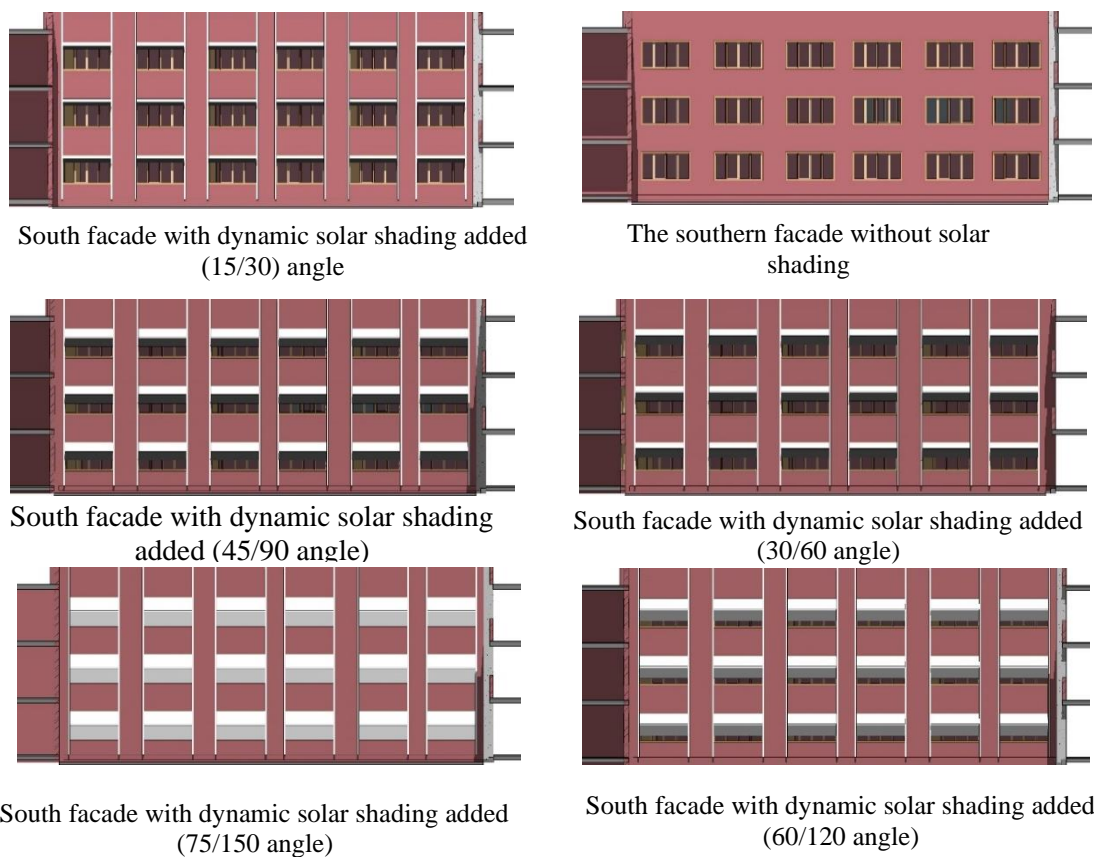 South facade with dynamic solar shading added
(15/30) angle
The southern facade without solar
shading
South facade with dynamic solar shading
added (45/90 angle)
South facade with dynamic solar shading added
(30/60 angle)
South facade with dynamic solar shading added
(75/150 angle)
South facade with dynamic solar shading added
(60/120 angle)